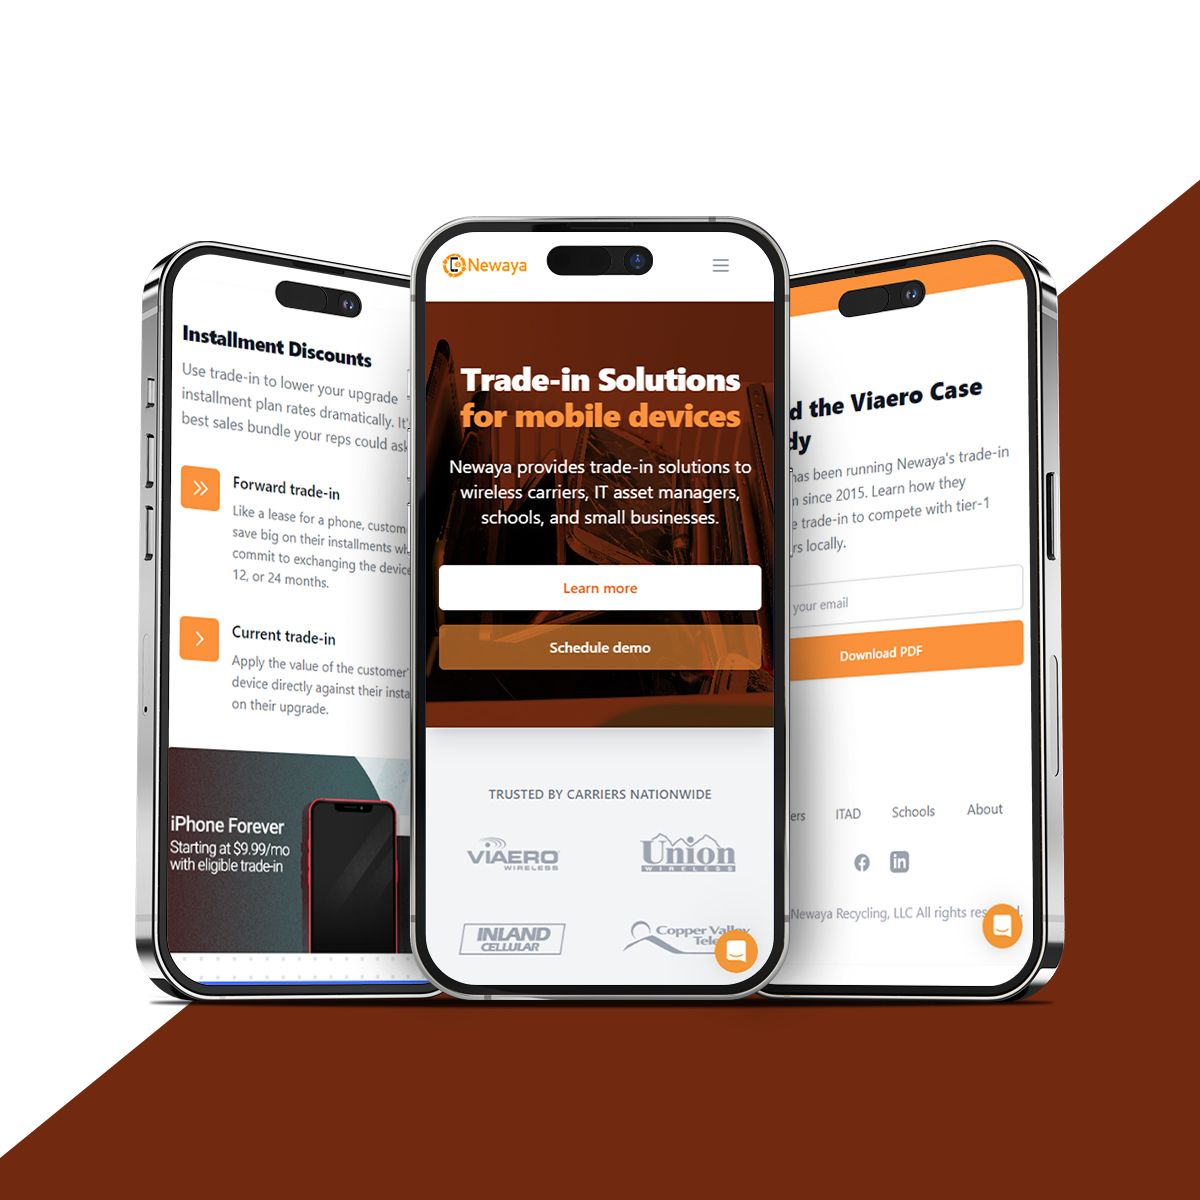 Installment Discounts
Use trade-in to lower your upgrade
installment plan rates dramatically. It'
best sales bundle your reps could ask
Forward trade-in
Like a lease for a phone, custom
save big on their installments wh
commit to exchanging the device
12, or 24 months.
Current trade-in
Apply the value of the customer'
device directly against their insta
on their upgrade.
iPhone Forever
Starting at $9.99/mo
with eligible trade-in
Newaya
Trade-in Solutions
for mobile devices
Newaya provides trade-in solutions to
wireless carriers, IT asset managers,
schools, and small businesses.
Learn more
Schedule demo
TRUSTED BY CARRIERS NATIONWIDE
VIAERO
WIRELESS
Union
WIRELESS
INLAND
CELLULAR
Copper Valley
Tele
d the Viaero Case
dy
has been running Newaya's trade-in
n since 2015. Learn how they
e trade-in to compete with tier-1
rs locally.
your email
Download PDF
ers ITAD Schools About
Newaya Recycling, LLC All rights res d.